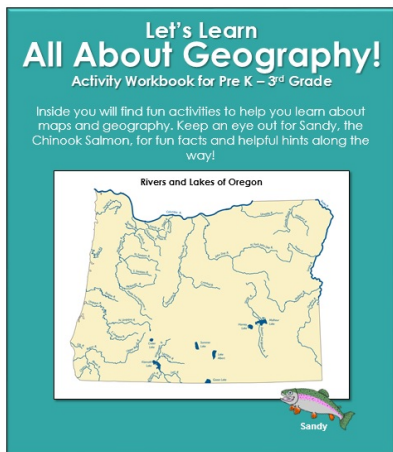 Let's Learn
All About Geography!
Activity Workbook for Pre K – 3rd Grade
Inside you will find fun activities to help you learn about
maps and geography. Keep an eye out for Sandy, the
Chinook Salmon, for fun facts and helpful hints along the
way!
Rivers and Lakes of Oregon
Sandy